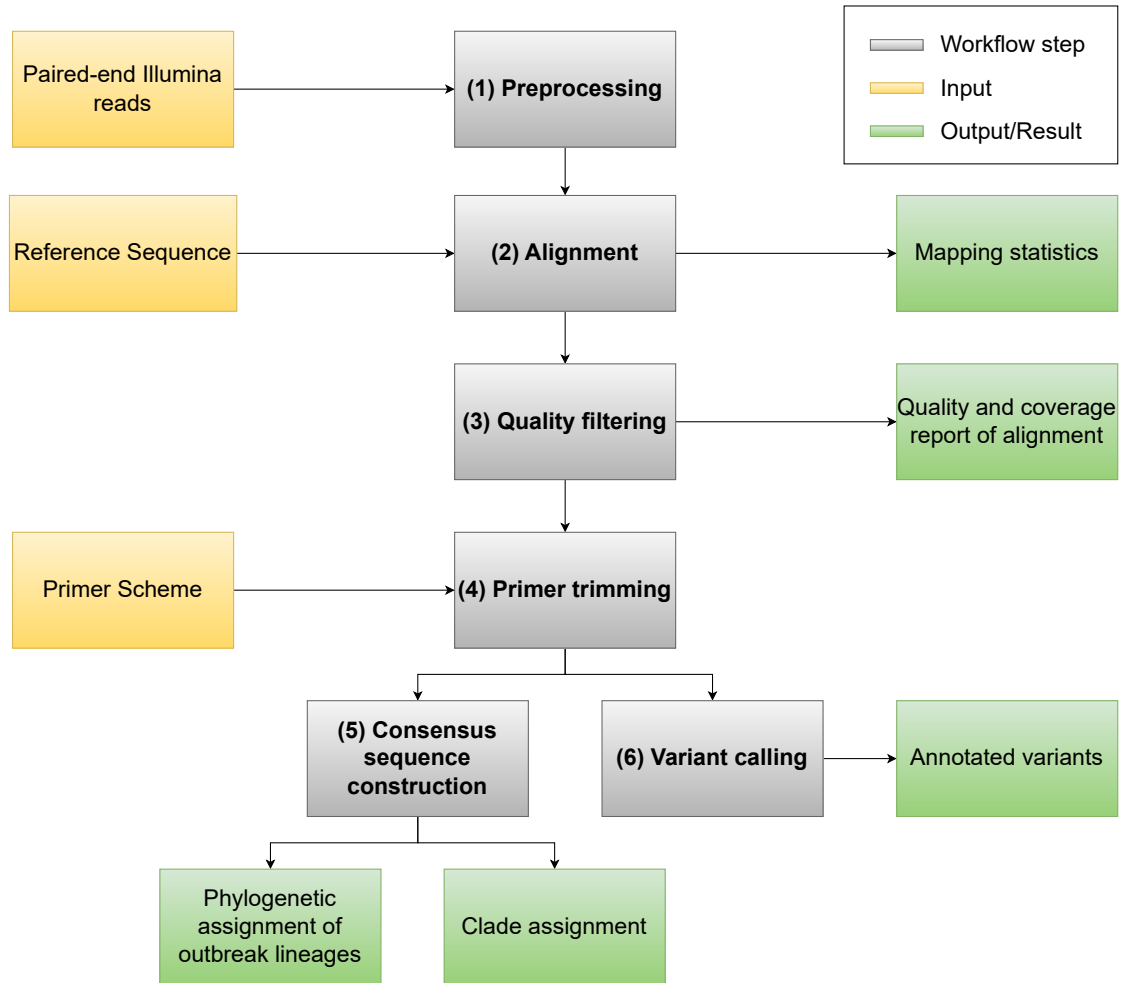 Paired-end Illumina
reads
(1) Preprocessing
Workflow step
Input
Output/Result
Reference Sequence
(2) Alignment
Mapping statistics
(3) Quality filtering
Quality and coverage
report of alignment
Primer Scheme
(4) Primer trimming
(5) Consensus
sequence
construction
(6) Variant calling
Annotated variants
Phylogenetic
assignment of
outbreak lineages
Clade assignment